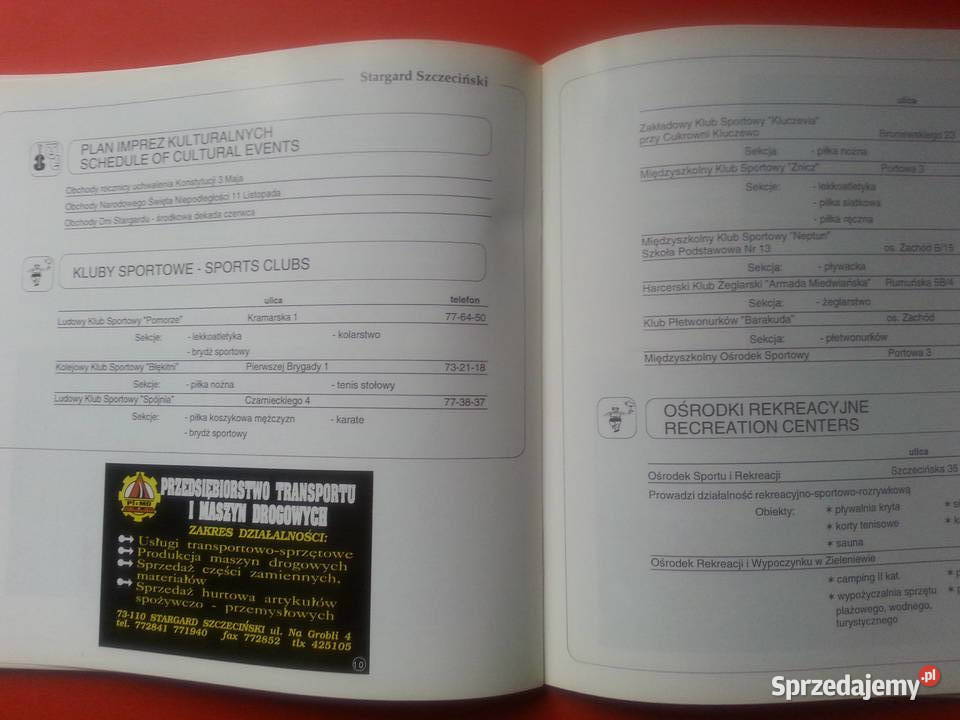 Stargard Szczeciński
PLAN IMPREZ KULTURALNYCH
SCHEDULE OF CULTURAL EVENTS
Obchody rocznicy uchwalenia Konstytucji 3 Maja
Obchody Narodowego Święta Niepodległości 11 Listopada
Obchody Dni Stargardu - środkowa dekada czerwca
KLUBY SPORTOWE - SPORTS CLUBS
ulica telefon
Ludowy Klub Sportowy "Pomorze" Kramarska 1 77-64-50
Sekcje: - lekkoatletyka - kolarstwo
- brydż sportowy
Kolejowy Klub Sportowy "Błękitni" Pierwszej Brygady 1 73-21-18
Sekcje: - piłka nożna - tenis stołowy
Ludowy Klub Sportowy "Spójnia" Czarnieckiego 4 77-38-37
Sekcje: - piłka koszykowa mężczyzn - karate
- brydż sportowy
PRZEDSIĘBIORSTWO TRANSPORTU
I MASZYN DROGOWYCH
ZAKRES DZIAŁALNOŚCI:
Usługi transportowo-sprzętowe
Produkcja maszyn drogowych
Sprzedaż części zamiennych,
materiałów
Sprzedaż hurtowa artykułów
spożywczo - przemysłowych
73-110 STARGARD SZCZECIŃSKI ul. Na Grobli 4
tel. 772841 771940 fax 772852 tlx 425105
10
ulica
Zakładowy Klub Sportowy "Kluczevia"
przy Cukrowni Kluczewo Broniewskiego 23
Sekcja - piłka nożna
Międzyszkolny Klub Sportowy "Znicz" Portowa 3
Sekcje: - lekkoatletyka
- piłka siatkowa
- piłka ręczna
Międzyszkolny Klub Sportowy "Neptun"
Szkoła Podstawowa Nr 13 os. Zachód B/15
Sekcja: - pływacka
Harcerski Klub Żeglarski "Armada Miedwiańska" Rumuńska 5B/4
Sekcja: - żeglarstwo
Klub Płetwonurków "Barakuda" os. Zachód
Sekcja: - płetwonurków
Międzyszkolny Ośrodek Sportowy Portowa 3
OŚRODKI REKREACYJNE
RECREATION CENTERS
ulica
Ośrodek Sportu i Rekreacji Szczecińska 35
Prowadzi działalność rekreacyjno-sportowo-rozrywkową
Obiekty: * pływalnia kryta
* korty tenisowe
* sauna
Ośrodek Rekreacji i Wypoczynku w Zieleniewie
* camping II kat.
* wypożyczalnia sprzętu
plażowego, wodnego,
turystycznego
Sprzedajemy.pl